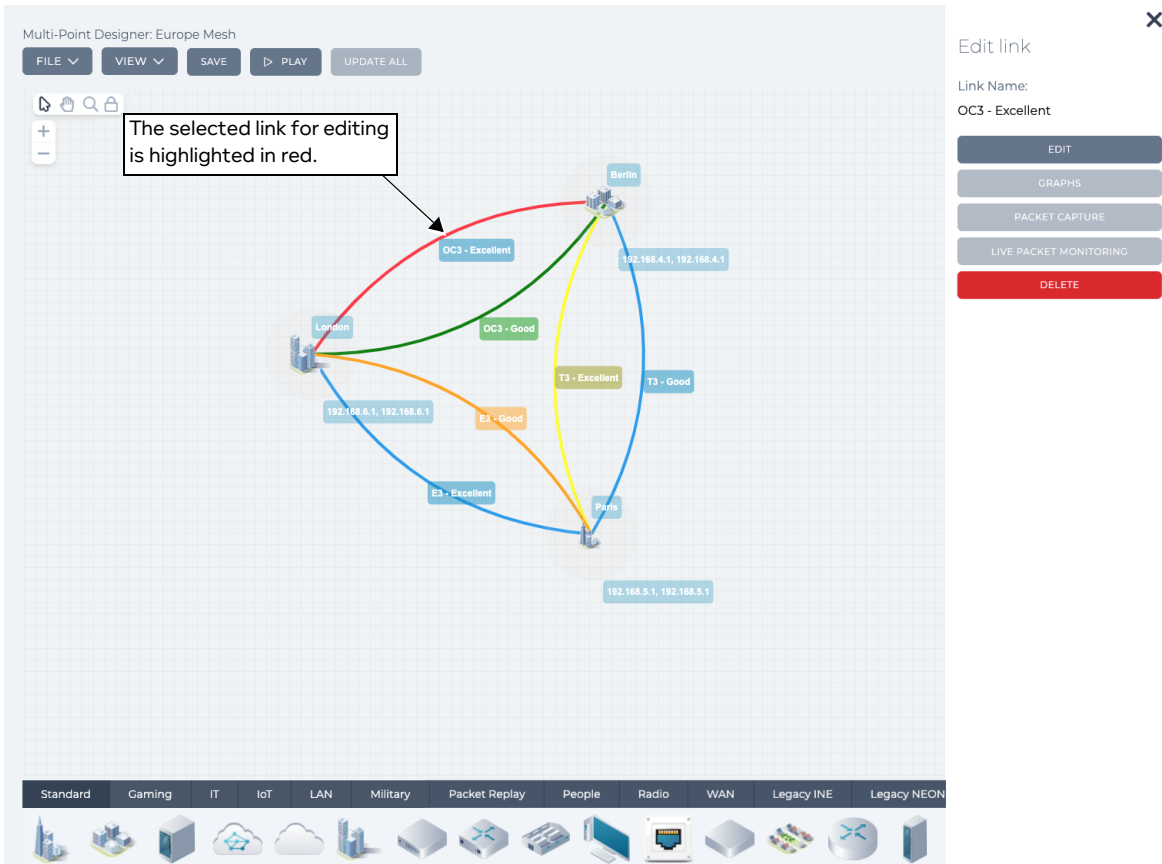 Multi-Point Designer: Europe Mesh
FILE VIEW SAVE PLAY UPDATE ALL
The selected link for editing
is highlighted in red.
Berlin
OC3 - Excellent
192.168.4.1, 192.168.4.1
London
OC3 - Good
T3 - Excellent
T3 - Good
192.168.6.1, 192.168.6.1
E3 - Good
E3 - Excellent
Paris
192.168.5.1, 192.168.5.1
Standard Gaming IT IoT LAN Military Packet Replay People Radio WAN Legacy INE Legacy NEON
Edit link
Link Name:
OC3 - Excellent
EDIT
GRAPHS
PACKET CAPTURE
LIVE PACKET MONITORING
DELETE